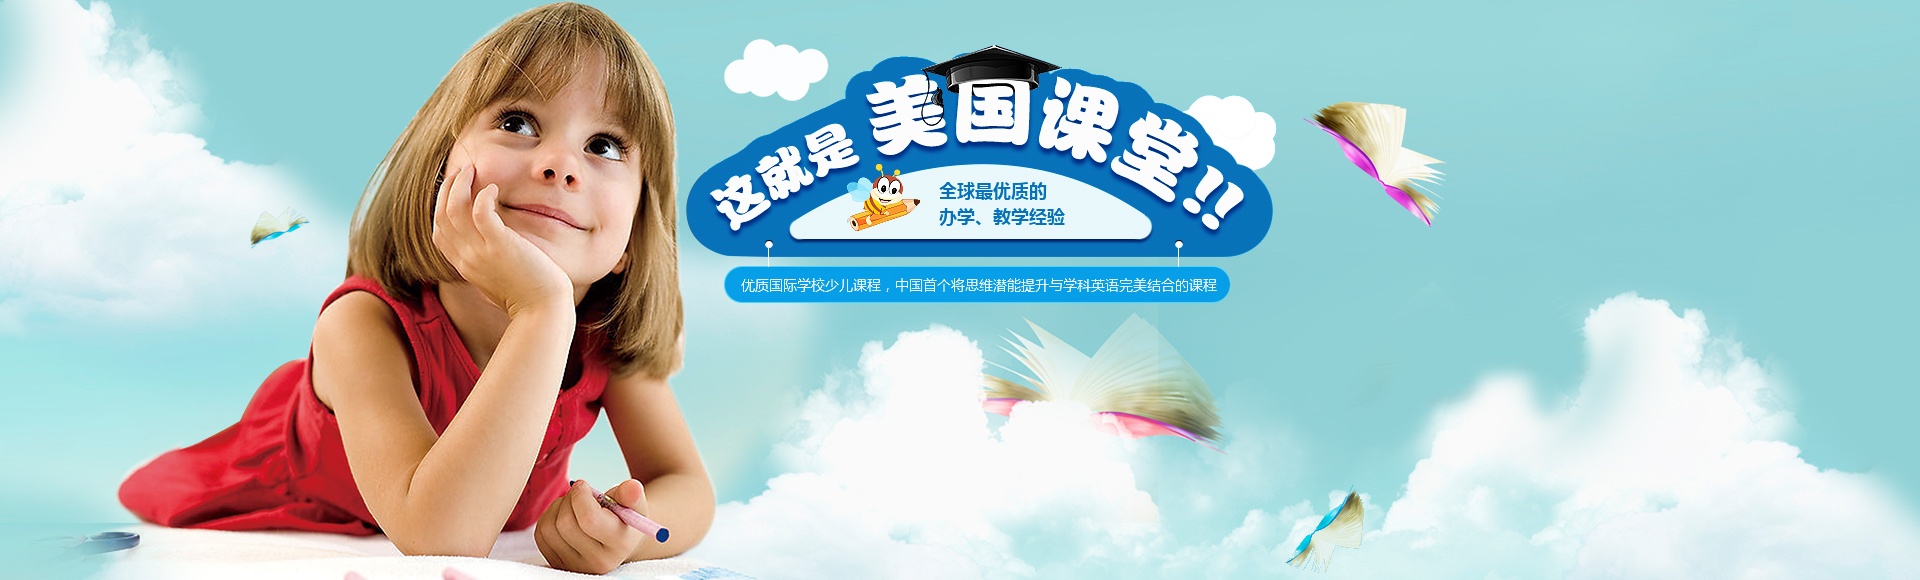 这就是美国课堂!!
全球最优质的
办学、教学经验
优质国际学校少儿课程，中国首个将思维潜能提升与学科英语完美结合的课程